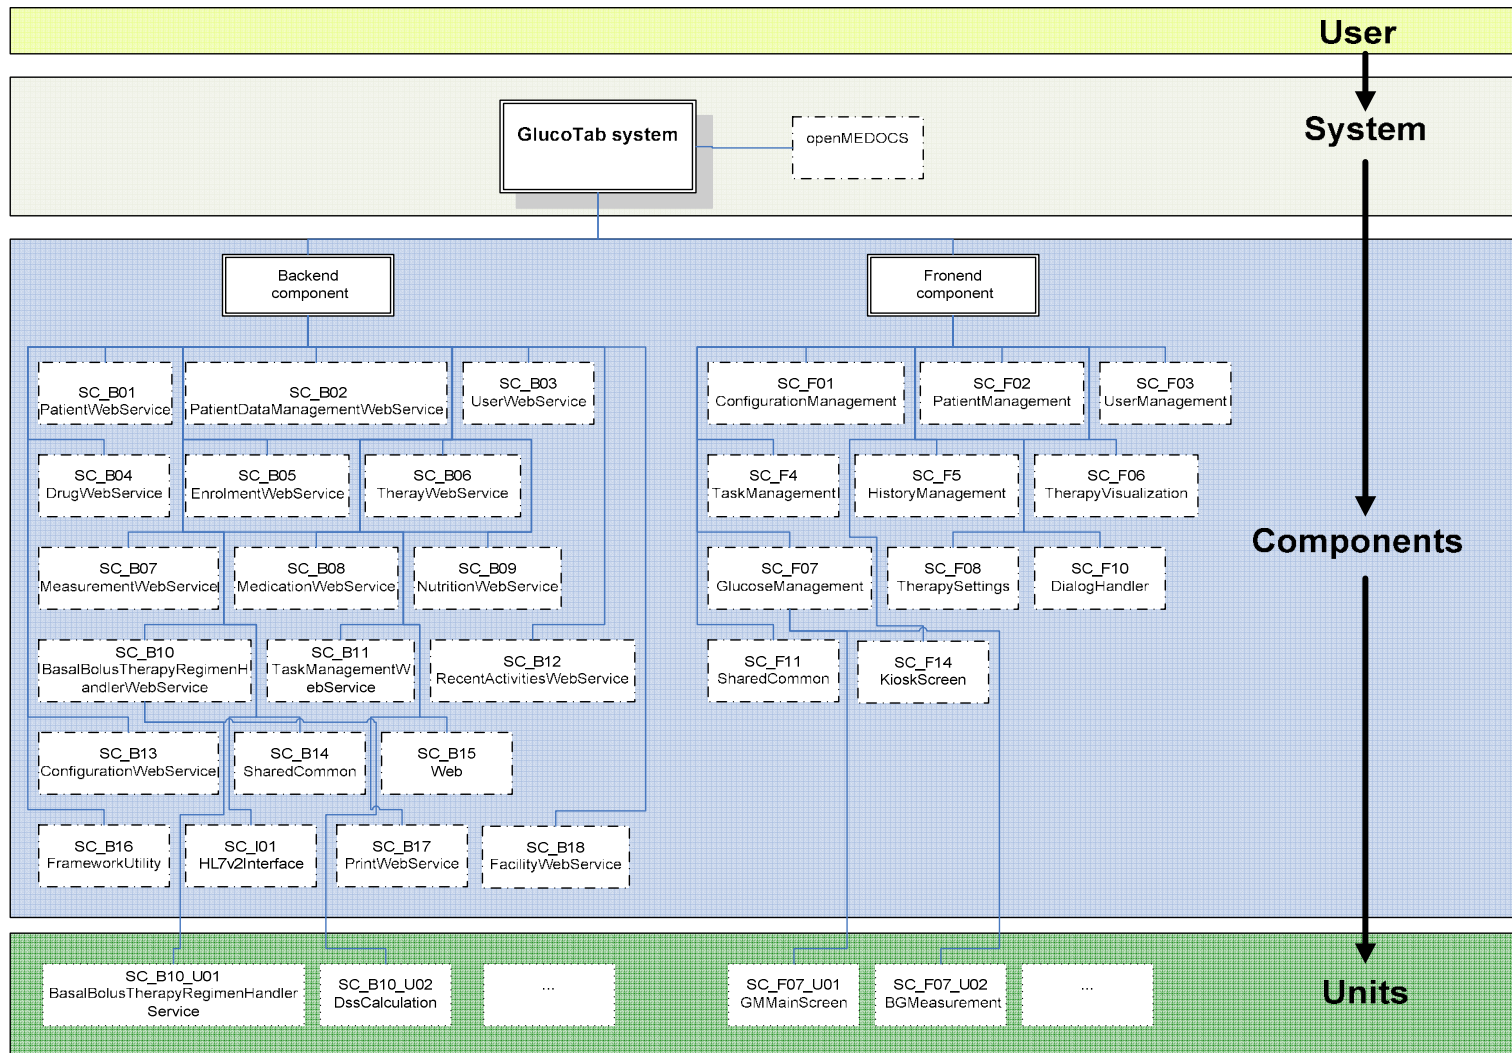 User
GlucoTab system
openMEDOCS
System
Backend
component
Fronend
component
SC_B01
PatientWebService
SC_B02
PatientDataManagementWebService
SC_B03
UserWebService
SC_F01
ConfigurationManagement
SC_F02
PatientManagement
SC_F03
UserManagement
SC_B04
DrugWebService
SC_B05
EnrolmentWebService
SC_B06
TherayWebService
SC_F4
TaskManagement
SC_F5
HistoryManagement
SC_F06
TherapyVisualization
Components
SC_B07
MeasurementWebService
SC_B08
MedicationWebService
SC_B09
NutritionWebService
SC_F07
GlucoseManagement
SC_F08
TherapySettings
SC_F10
DialogHandler
SC_B10
BasalBolusTherapyRegimenH
andlerWebService
SC_B11
TaskManagementW
ebService
SC_B12
RecentActivitiesWebService
SC_F11
SharedCommon
SC_F14
KioskScreen
SC_B13
ConfigurationWebService
SC_B14
SharedCommon
SC_B15
Web
SC_B16
FrameworkUtility
SC_I01
HL7v2Interface
SC_B17
PrintWebService
SC_B18
FacilityWebService
SC_B10_U01
BasalBolusTherapyRegimenHandler
Service
SC_B10_U02
DssCalculation
...
SC_F07_U01
GMMainScreen
SC_F07_U02
BGMeasurement
...
Units